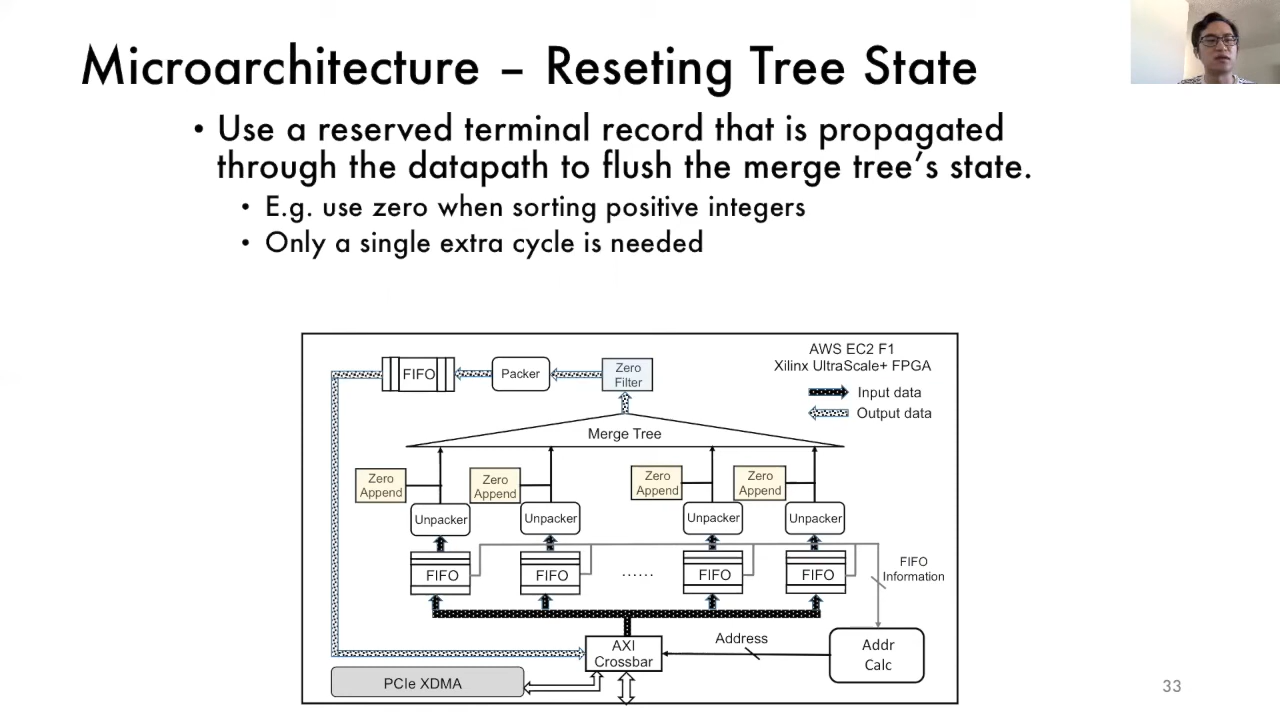 Microarchitecture – Reseting Tree State
• Use a reserved terminal record that is propagated
through the datapath to flush the merge tree’s state.
• E.g. use zero when sorting positive integers
• Only a single extra cycle is needed
AWS EC2 F1
Xilinx UltraScale+ FPGA
Input data
Output data
FIFO
Packer
Zero
Filter
Merge Tree
Zero
Append
Zero
Append
Zero
Append
Zero
Append
Unpacker
Unpacker
Unpacker
Unpacker
FIFO
FIFO
......
FIFO
FIFO
FIFO
Information
AXI
Crossbar
Address
Addr
Calc
PCIe XDMA
33